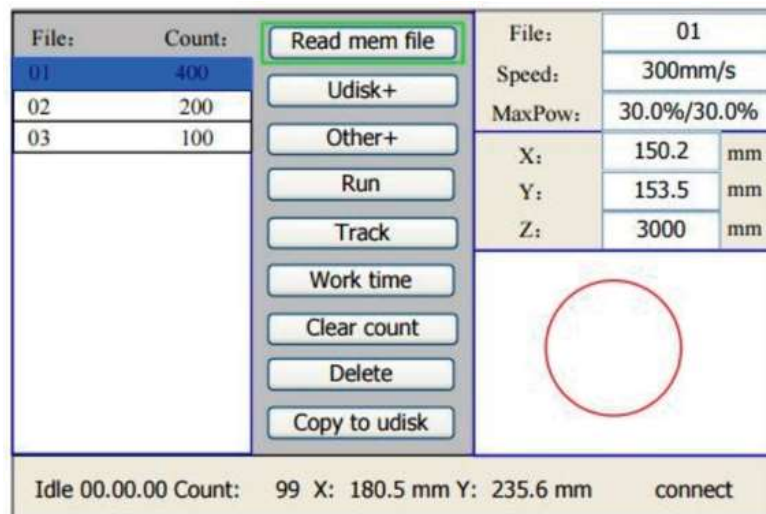 File: Count:
01 400
02 200
03 100
Read mem file
Udisk+
Other+
Run
Track
Work time
Clear count
Delete
Copy to udisk
File: 01
Speed: 300mm/s
MaxPow: 30.0%/30.0%
X: 150.2 mm
Y: 153.5 mm
Z: 3000 mm
Idle 00.00.00 Count: 99 X: 180.5 mm Y: 235.6 mm connect